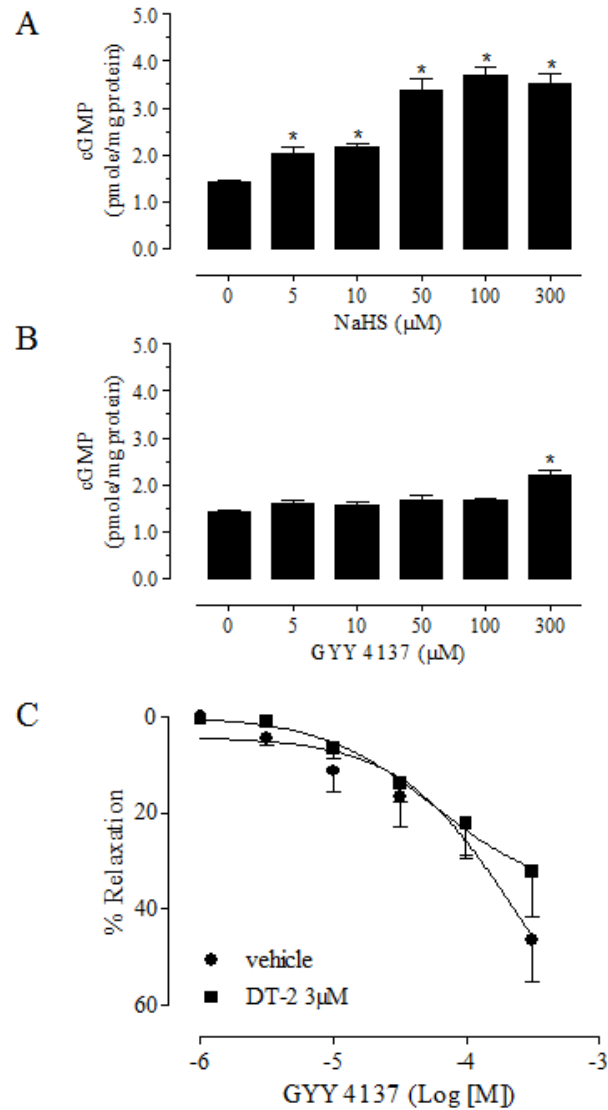 A
cGMP
(pmole/mg protein)
5.0
4.0
3.0
2.0
1.0
0.0
* * * * *
0 5 10 50 100 300
NaHS (μM)
B
cGMP
(pmole/mg protein)
5.0
4.0
3.0
2.0
1.0
0.0
*
0 5 10 50 100 300
GYY 4137 (μM)
C
% Relaxation
0
20
40
60
vehicle
DT-2 3μM
-6 -5 -4 -3
GYY 4137 (Log [M])